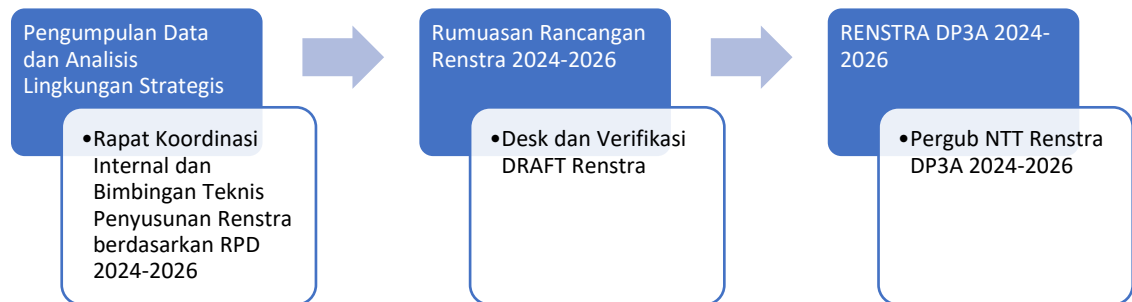 Pengumpulan Data
dan Analisis
Lingkungan Strategis
•Rapat Koordinasi
Internal dan
Bimbingan Teknis
Penyusunan Renstra
berdasarkan RPD
2024-2026
Rumuasan Rancangan
Renstra 2024-2026
•Desk dan Verifikasi
DRAFT Renstra
RENSTRA DP3A 2024-
2026
•Pergub NTT Renstra
DP3A 2024-2026